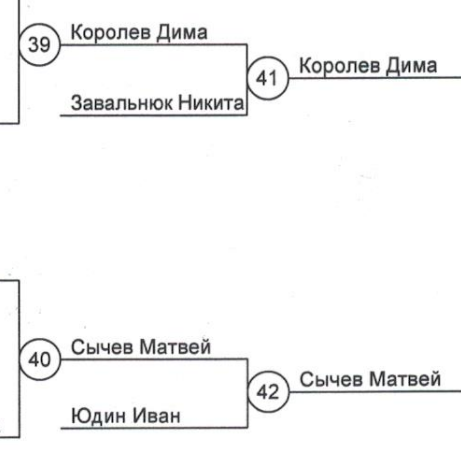 39
Королев Дима
Завальнюк Никита
41
Королев Дима
40
Сычев Матвей
Юдин Иван
42
Сычев Матвей